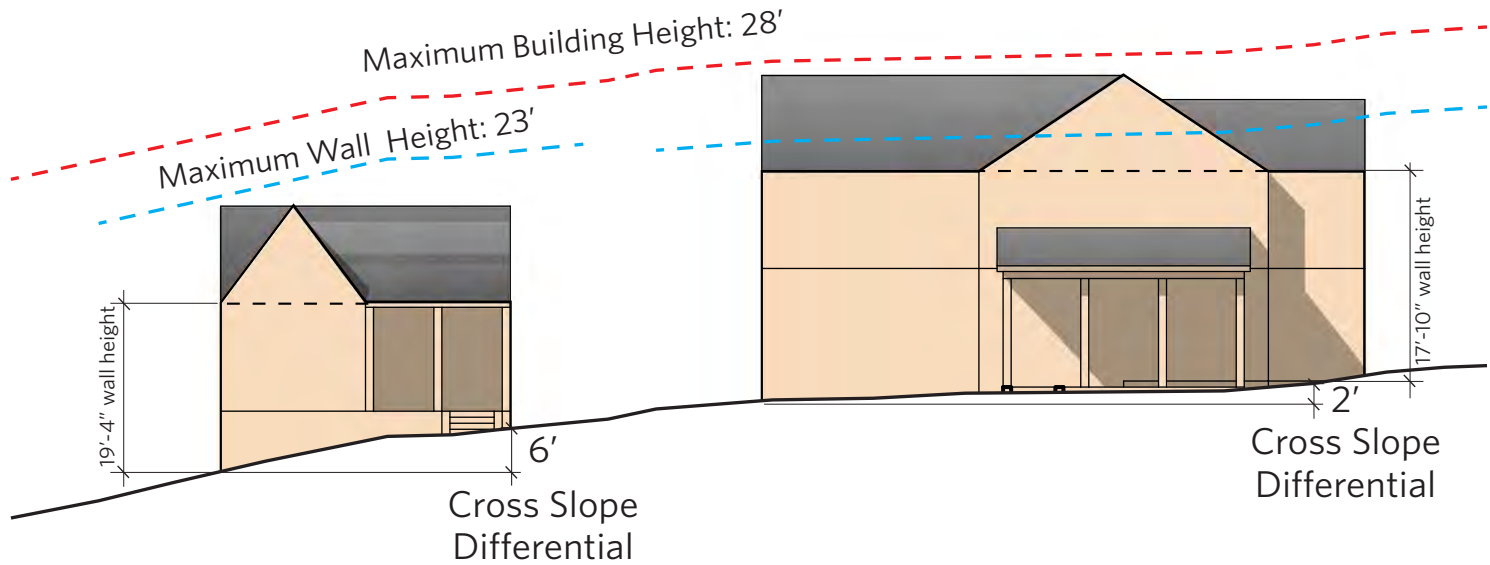 Maximum Building Height: 28′
Maximum Wall Height: 23′
19′-4″ wall height
6′
Cross Slope
Differential
17′-10″ wall height
2′
Cross Slope
Differential